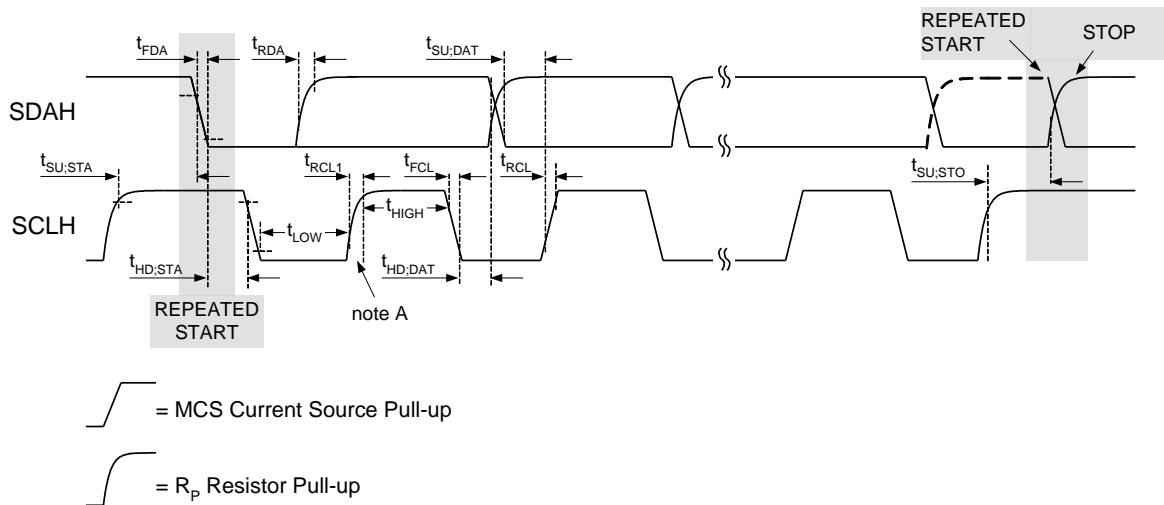 REPEATED
START
STOP
tFDA
tRDA
tSU;DAT
SDAH
tSU;STA
tRCL1
tFCL
tRCL
tSU;STO
SCLH
tLOW
tHIGH
tHD;STA
tHD;DAT
REPEATED
START
note A
= MCS Current Source Pull-up
= RP Resistor Pull-up